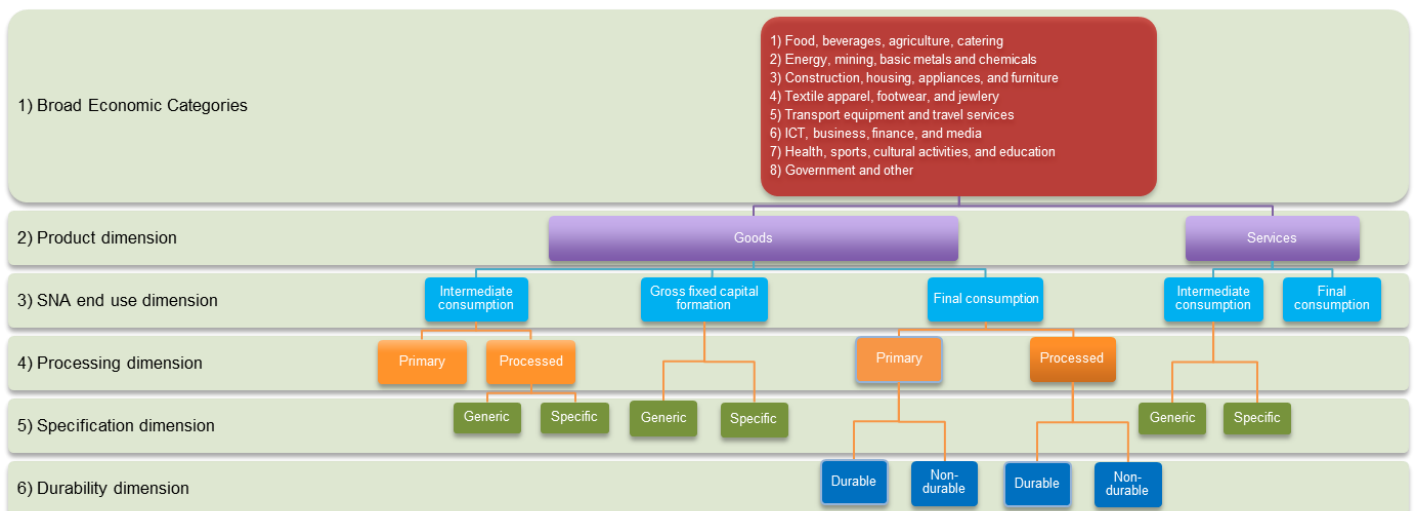 1) Broad Economic Categories
1) Food, beverages, agriculture, catering
2) Energy, mining, basic metals and chemicals
3) Construction, housing, appliances, and furniture
4) Textile apparel, footwear, and jewlery
5) Transport equipment and travel services
6) ICT, business, finance, and media
7) Health, sports, cultural activities, and education
8) Government and other
2) Product dimension
Goods
Services
3) SNA end use dimension
Intermediate
consumption
Gross fixed capital
formation
Final consumption
Intermediate
consumption
Final
consumption
4) Processing dimension
Primary
Processed
Primary
Processed
5) Specification dimension
Generic
Specific
Generic
Specific
Generic
Specific
6) Durability dimension
Durable
Non-
durable
Durable
Non-
durable